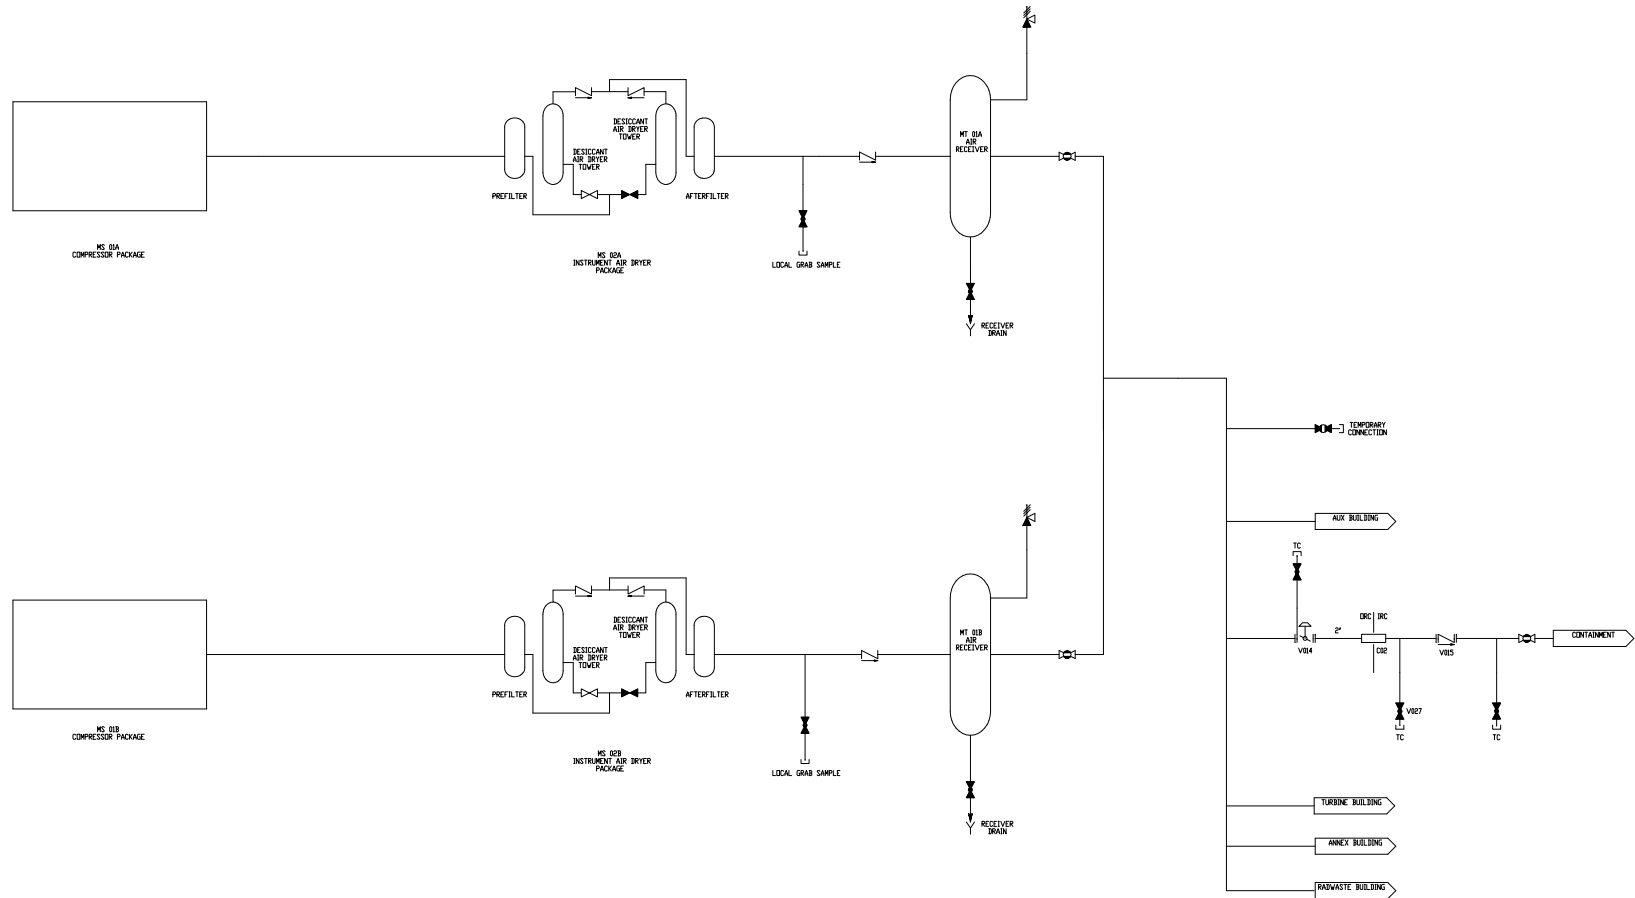 DESICCANT
AIR DRYER
TOWER
DESICCANT
AIR DRYER
TOWER
PREFILTER
AFTERFILTER
MS 01A
COMPRESSOR PACKAGE
MS 02A
INSTRUMENT AIR DRYER
PACKAGE
LOCAL GRAB SAMPLE
MT 01A
AIR
RECEIVER
RECEIVER
DRAIN
TEMPORARY
CONNECTION
AUX BUILDING
TC
ORC
IRC
2"
V014
C02
V015
CONTAINMENT
V027
TC
TC
DESICCANT
AIR DRYER
TOWER
DESICCANT
AIR DRYER
TOWER
PREFILTER
AFTERFILTER
MS 01B
COMPRESSOR PACKAGE
MS 02B
INSTRUMENT AIR DRYER
PACKAGE
LOCAL GRAB SAMPLE
MT 01B
AIR
RECEIVER
RECEIVER
DRAIN
TURBINE BUILDING
ANNEX BUILDING
RADWASTE BUILDING